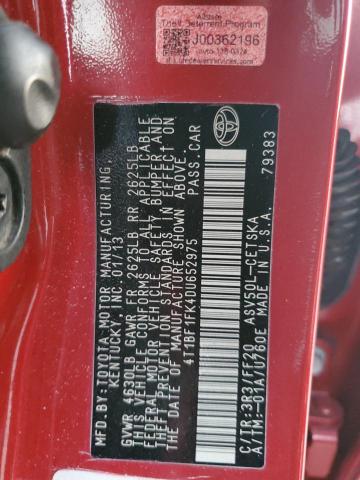 Theft Deterrent Program
J00362196
MFD. BY: TOYOTA MOTOR MANUFACTURING,
KENTUCKY, INC. 01/13
GVWR 4630LB GAWR FR 2625LB RR 2625LB
THIS VEHICLE CONFORMS TO ALL APPLICABLE
FEDERAL MOTOR VEHICLE SAFETY, BUMPER, AND
THEFT PREVENTION STANDARDS IN EFFECT ON
THE DATE OF MANUFACTURE SHOWN ABOVE.
4T1BF1FK4DU652975 PASS. CAR
C/TR:3R3/FF20 ASV50L-CETSKA
A/TM:-01A/U760E MADE IN U.S.A.
79383
TOYOTA